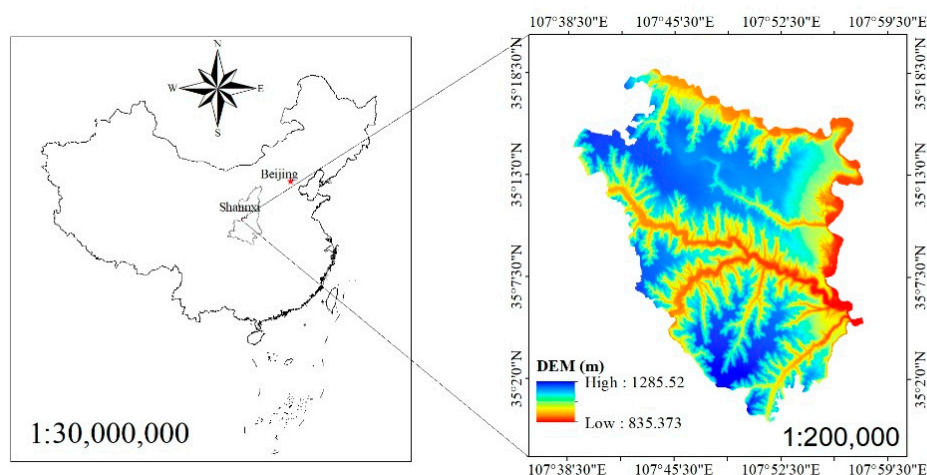 N
W
E
S
Beijing
Shannxi
1:30,000,000
107°38'30"E 107°45'30"E 107°52'30"E 107°59'30"E
35°18'30"N 35°18'30"N
35°13'0"N 35°13'0"N
35°7'30"N 35°7'30"N
35°2'0"N 35°2'0"N
DEM (m)
High : 1285.52
Low : 835.373
1:200,000
107°38'30"E 107°45'30"E 107°52'30"E 107°59'30"E